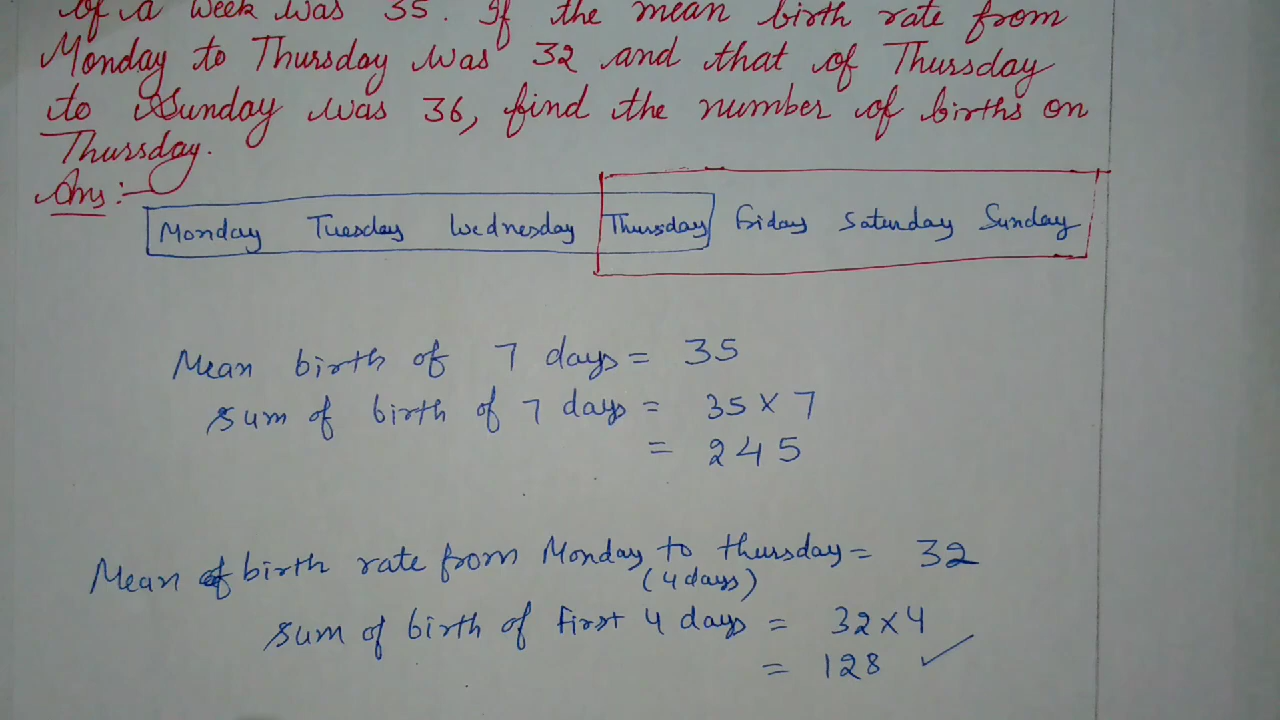 of a week was 35. If the mean birth rate from
Monday to Thursday was 32 and that of Thursday
to Sunday was 36, find the number of births on
Thursday.
Ans:-
Monday Tuesday Wednesday Thursday Friday Saturday Sunday
Mean birth of 7 days = 35
sum of birth of 7 days = 35 × 7
= 245
Mean of birth rate from Monday to thursday = 32
(4 days)
sum of birth of first 4 days = 32 × 4
= 128 ✓